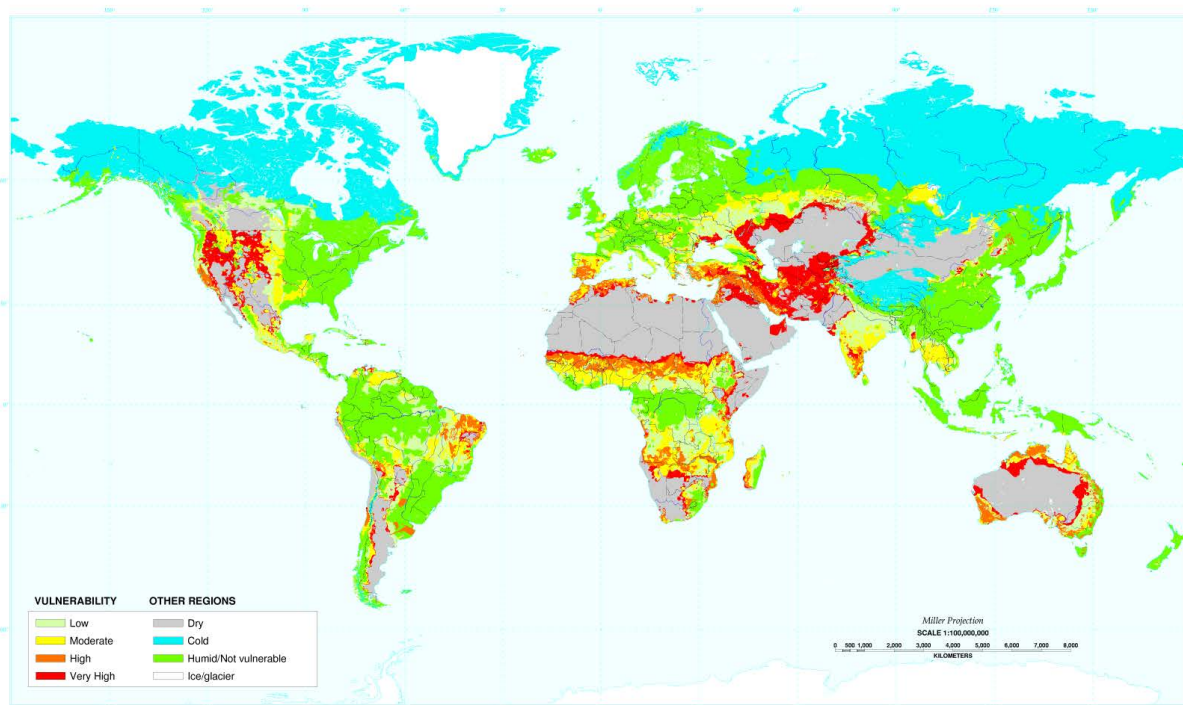 VULNERABILITY OTHER REGIONS
Low Dry
Moderate Cold
High Humid/Not vulnerable
Very High Ice/glacier
Miller Projection
SCALE 1:100,000,000
0 500 1,000 2,000 3,000 4,000 5,000 6,000 7,000 8,000
KILOMETERS